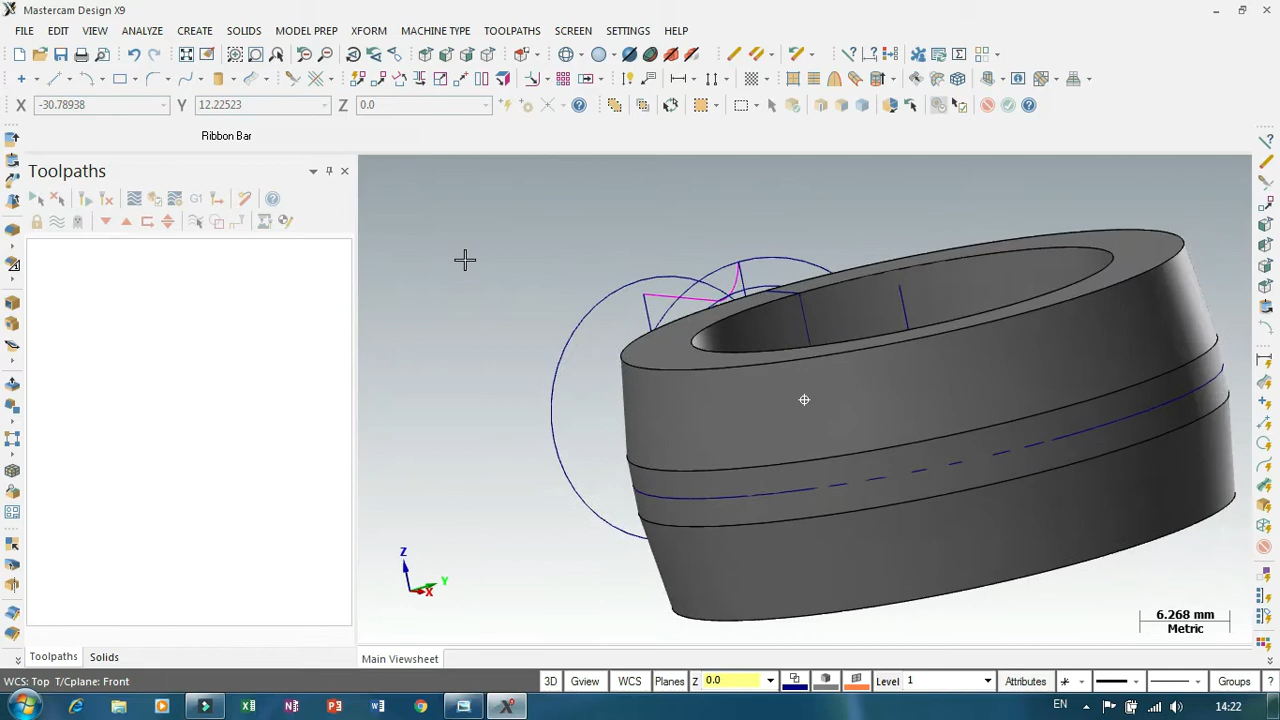 Mastercam Design X9
FILE EDIT VIEW ANALYZE CREATE SOLIDS MODEL PREP XFORM MACHINE TYPE TOOLPATHS SCREEN SETTINGS HELP
X -30.78938 Y 12.22523 Z 0.0
Ribbon Bar
Toolpaths
G1
Z
Y
X
6.268 mm
Metric
Toolpaths Solids
Main Viewsheet
WCS: Top T/Cplane: Front 3D Gview WCS Planes Z 0.0 Level 1 Attributes Groups ?
EN 14:22